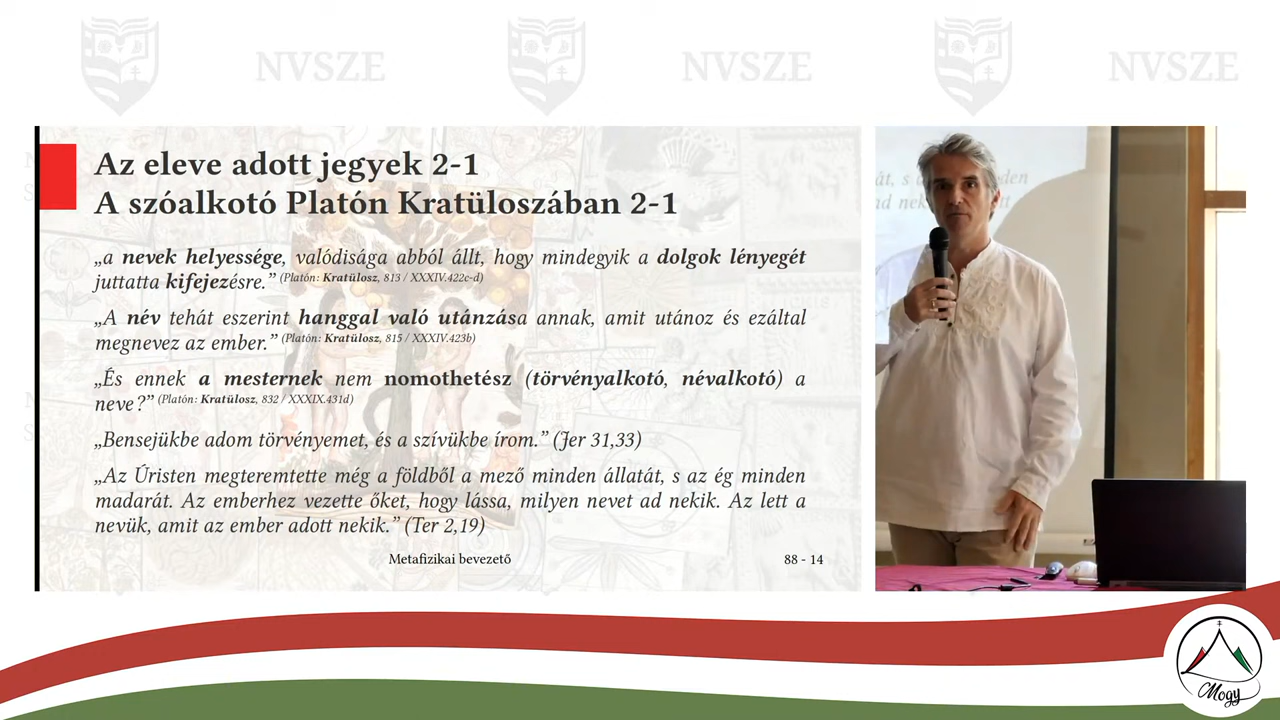 NVSZE NVSZE NVSZE
Az eleve adott jegyek 2-1
A szóalkotó Platón Kratüloszában 2-1
„a nevek helyessége, valódisága abból állt, hogy mindegyik a dolgok lényegét
juttatta kifejezésre.” (Platón: Kratülosz, 813 / XXXIV.422c-d)
„A név tehát eszerint hanggal való utánzása annak, amit utánoz és ezáltal
megnevez az ember.” (Platón: Kratülosz, 815 / XXXIV.423b)
„És ennek a mesternek nem nomothetész (törvényalkotó, névalkotó) a
neve?” (Platón: Kratülosz, 832 / XXXIX.431d)
„Bensejükbe adom törvényemet, és a szívükbe írom.” (Jer 31,33)
„Az Úristen megteremtette még a földből a mező minden állatát, s az ég minden
madarát. Az emberhez vezette őket, hogy lássa, milyen nevet ad nekik. Az lett a
nevük, amit az ember adott nekik.” (Ter 2,19)
Metafizikai bevezető
88 - 14
Mogy